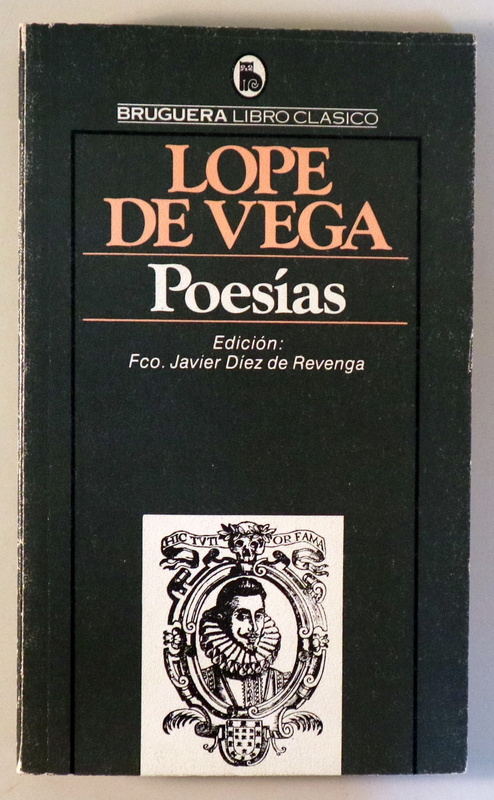 BRUGUERA LIBRO CLASICO
LOPE
DE VEGA
Poesías
Edición:
Fco. Javier Díez de Revenga
HIC TVTI OR FAMA